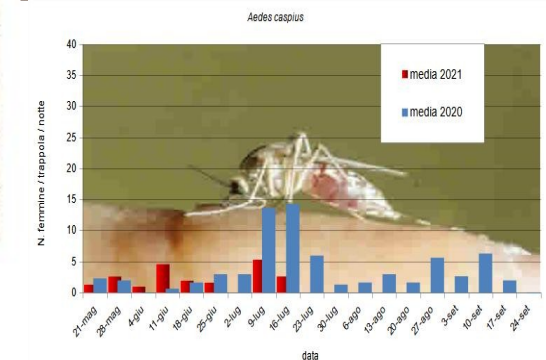 Aedes caspius
40
35
30
25
20
15
10
5
0
N. femmine / trappola / notte
media 2021
media 2020
21-mag
28-mag
4-giu
11-giu
18-giu
25-giu
2-lug
9-lug
16-lug
23-lug
30-lug
6-ago
13-ago
20-ago
27-ago
3-set
10-set
17-set
24-set
data